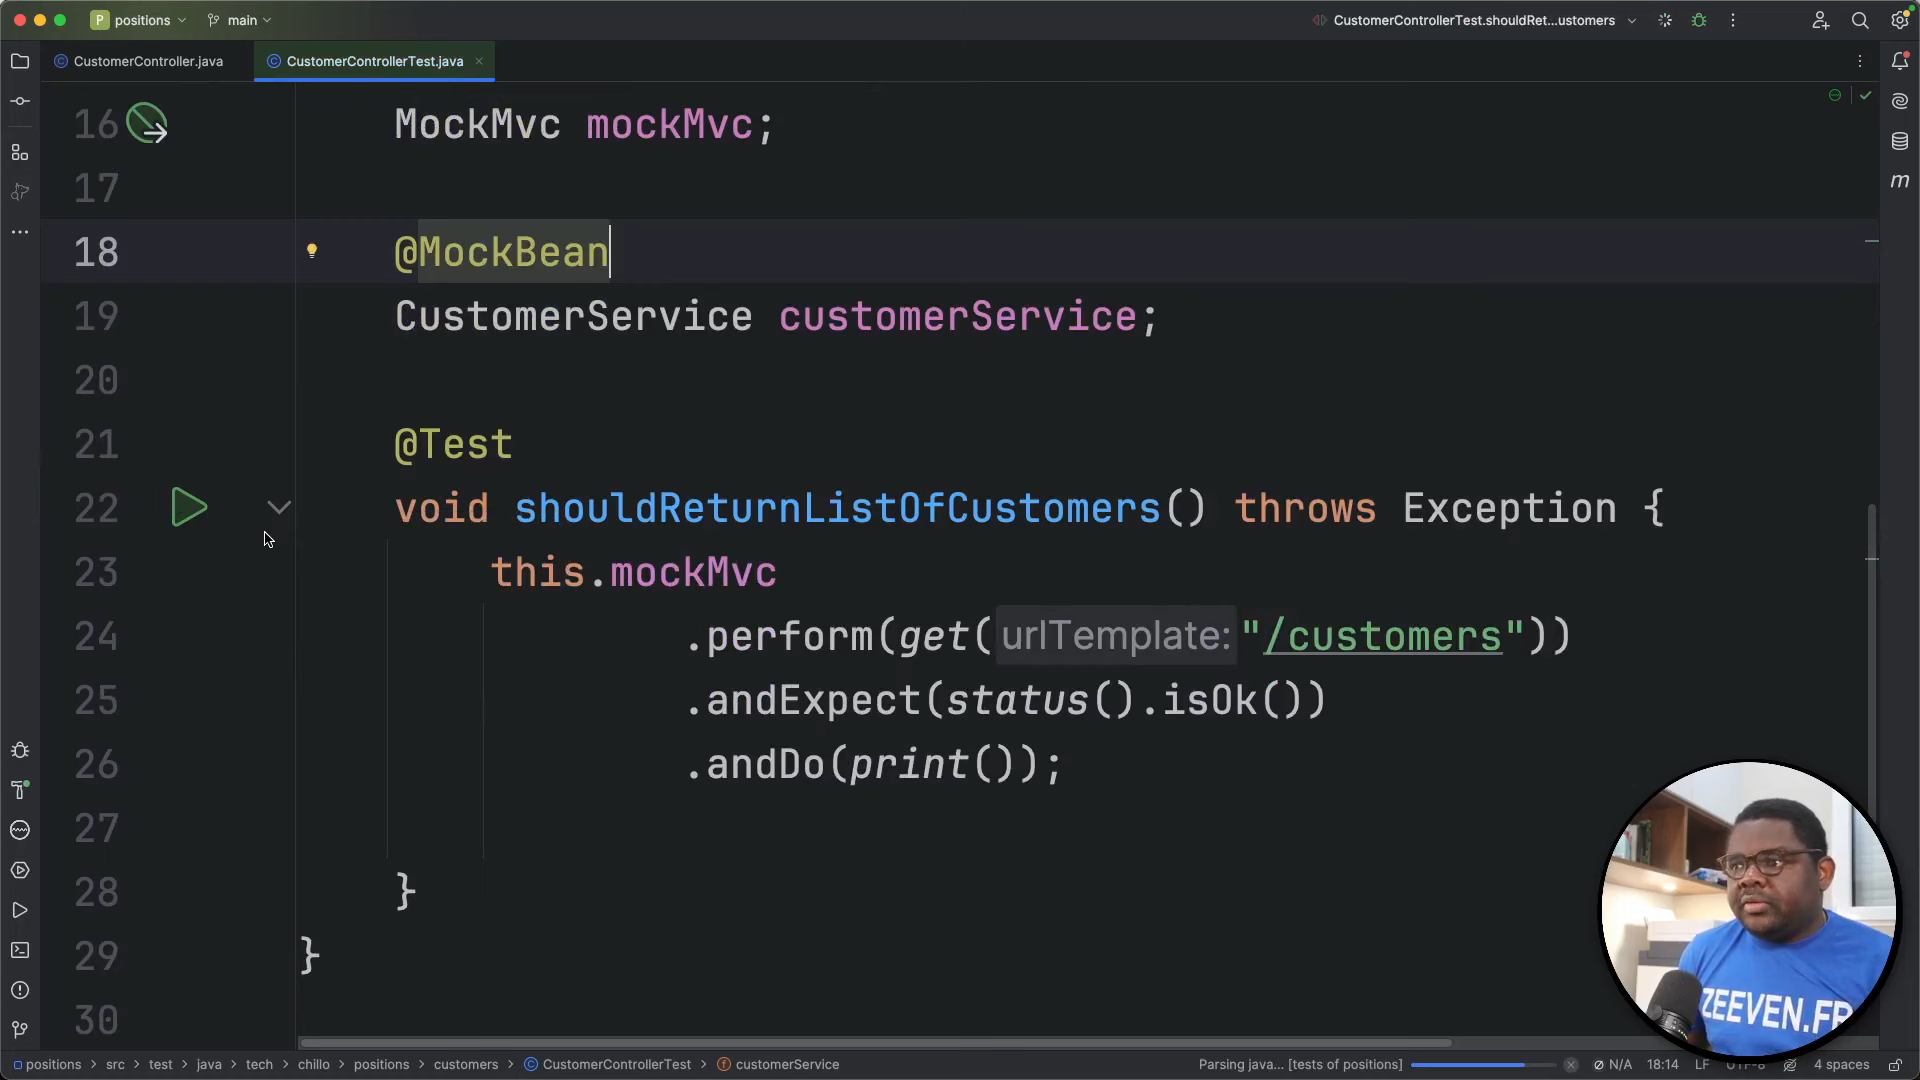 positions
main
CustomerControllerTest.shouldRet...ustomers
CustomerController.java
CustomerControllerTest.java
16 MockMvc mockMvc;
17
18 @MockBean
19 CustomerService customerService;
20
21 @Test
22 void shouldReturnListOfCustomers() throws Exception {
23 this.mockMvc
24 .perform(get( urlTemplate: "/customers"))
25 .andExpect(status().isOk())
26 .andDo(print());
27
28 }
29 }
30
ZEEVEN.FR
positions > src > test > java > tech > chillo > positions > customers > CustomerControllerTest > customerService
Parsing java... [tests of positions]
N/A
18:14
LF
UTF-8
4 spaces